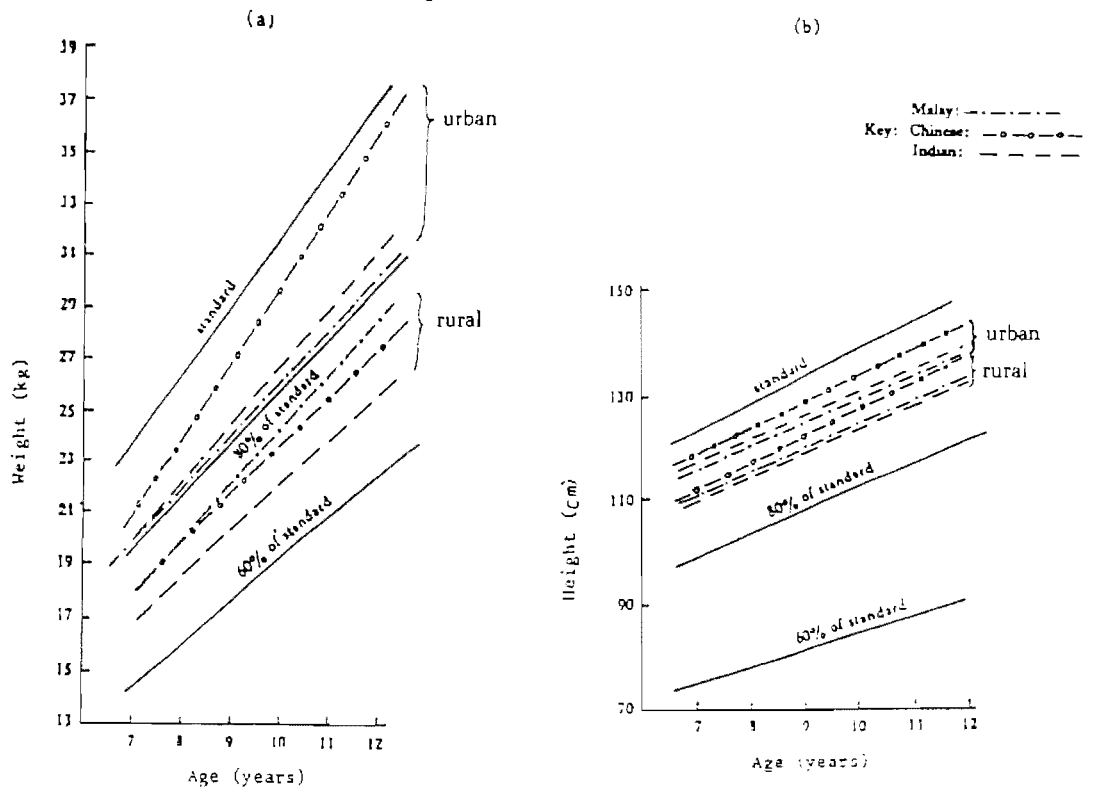 (a)
19
37
35
33
31
29
27
25
23
21
19
17
15
13
Weight (kg)
7 8 9 10 11 12
Age (years)
standard
80% of standard
60% of standard
urban
rural
(b)
Malay:
Key: Chinese:
Indian:
150
130
110
90
70
Height (cm)
7 8 9 10 11 12
Age (years)
standard
80% of standard
60% of standard
urban
rural